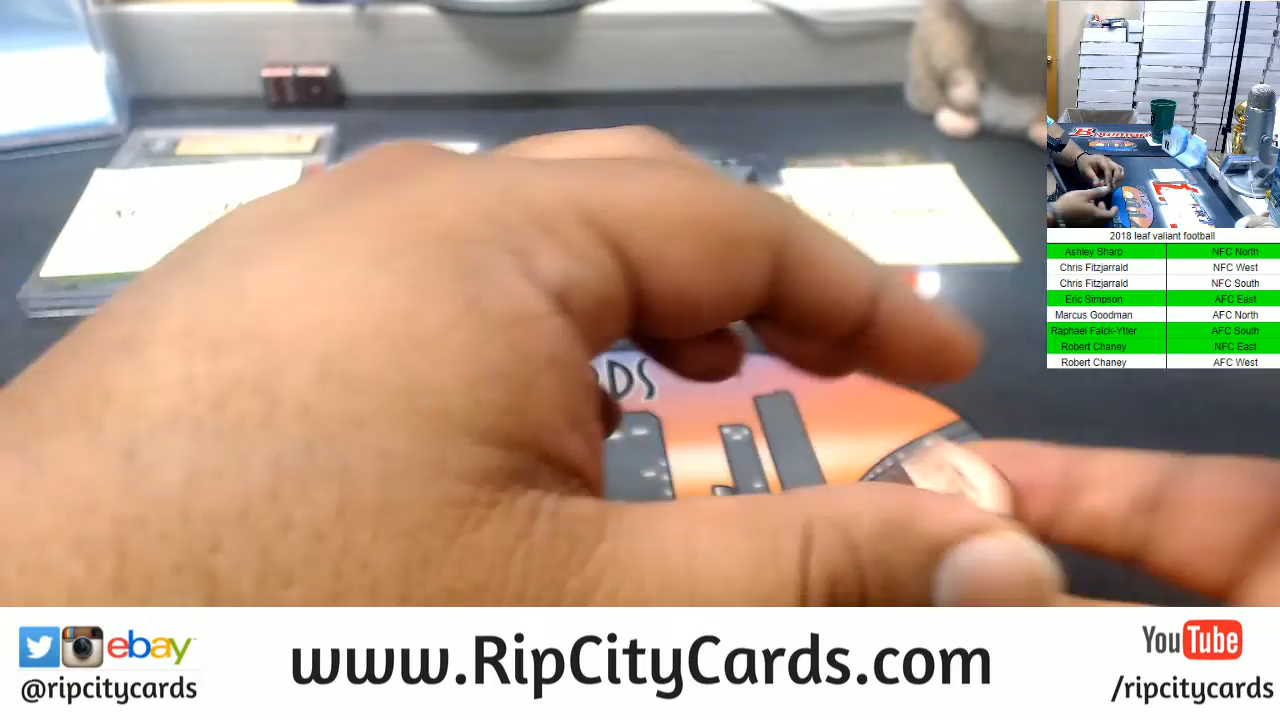 2018 leaf valiant football
Ashley Sharp NFC North
Chris Fitzjarrald NFC West
Chris Fitzjarrald NFC South
Eric Simpson AFC East
Marcus Goodman AFC North
Raphael Falck-Ytter AFC South
Robert Chaney NFC East
Robert Chaney AFC West
RDS
ebay
@ripcitycards
www.RipCityCards.com
YouTube
/ripcitycards